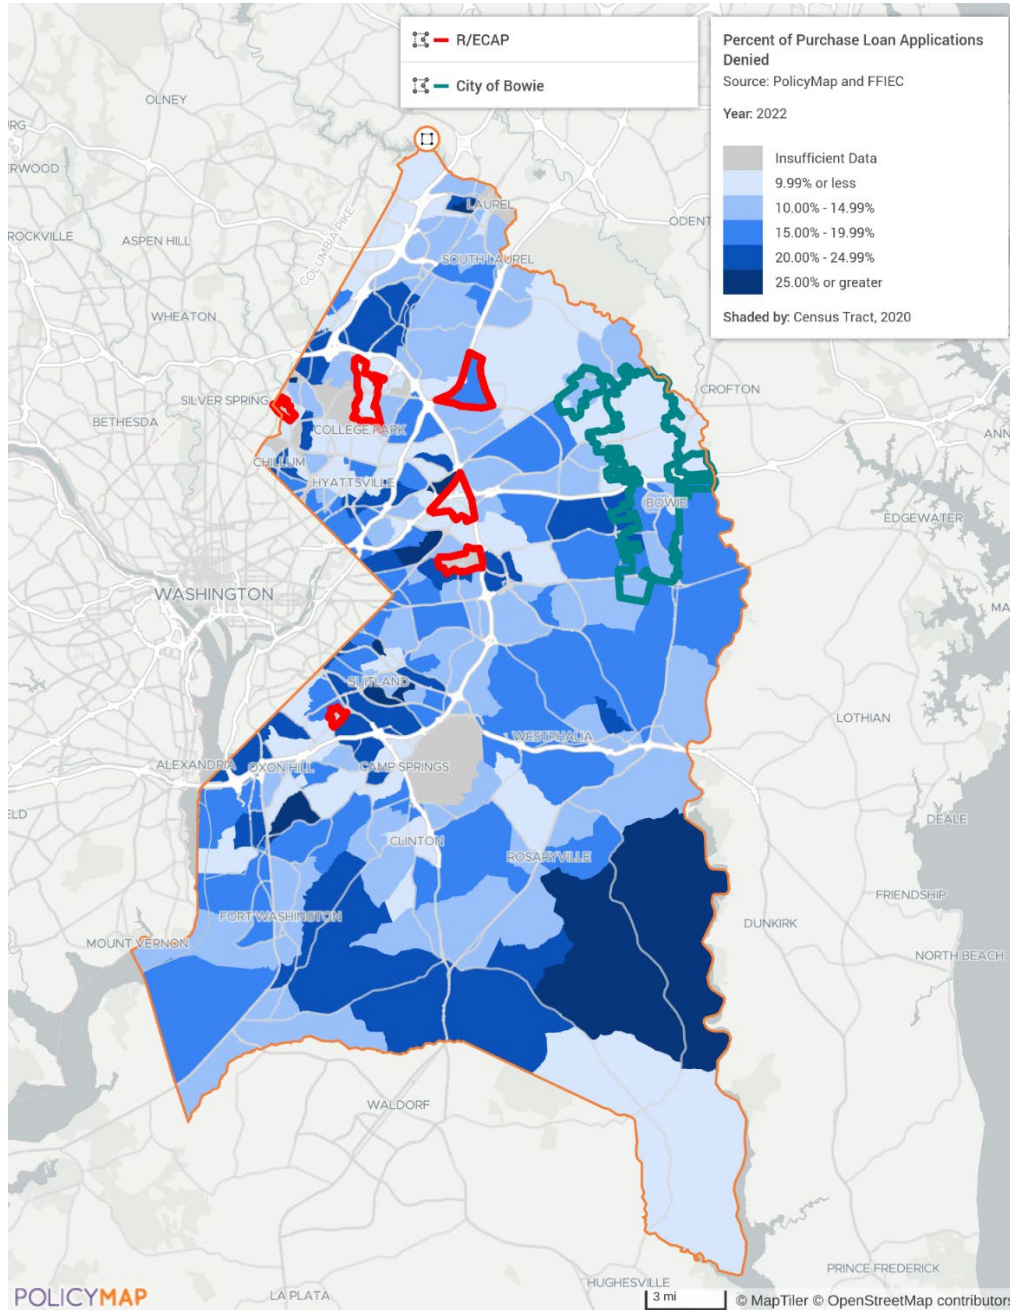 R/ECAP
City of Bowie
Percent of Purchase Loan Applications
Denied
Source: PolicyMap and FFIEC
Year: 2022
Insufficient Data
9.99% or less
10.00% - 14.99%
15.00% - 19.99%
20.00% - 24.99%
25.00% or greater
Shaded by: Census Tract, 2020
OLNEY
RG
ERWOOD
LAUREL
ODENT
ROCKVILLE
ASPEN HILL
COLUMBIA PIKE
SOUTH LAUREL
WHEATON
CROFTON
SILVER SPRING
BETHESDA
COLLEGE PARK
ANN
CHILLUM
HYATTSVILLE
BOWIE
EDGEWATER
WASHINGTON
MA
SUITLAND
LOTHIAN
WESTPHALIA
ALEXANDRIA
OXON HILL
CAMP SPRINGS
ELD
DEALE
CLINTON
ROSARYVILLE
FRIENDSHIP
FORT WASHINGTON
DUNKIRK
MOUNT VERNON
NORTH BEACH
WALDORF
PRINCE FREDERICK
HUGHESVILLE
LA PLATA
POLICYMAP
3 mi
© MapTiler © OpenStreetMap contributors